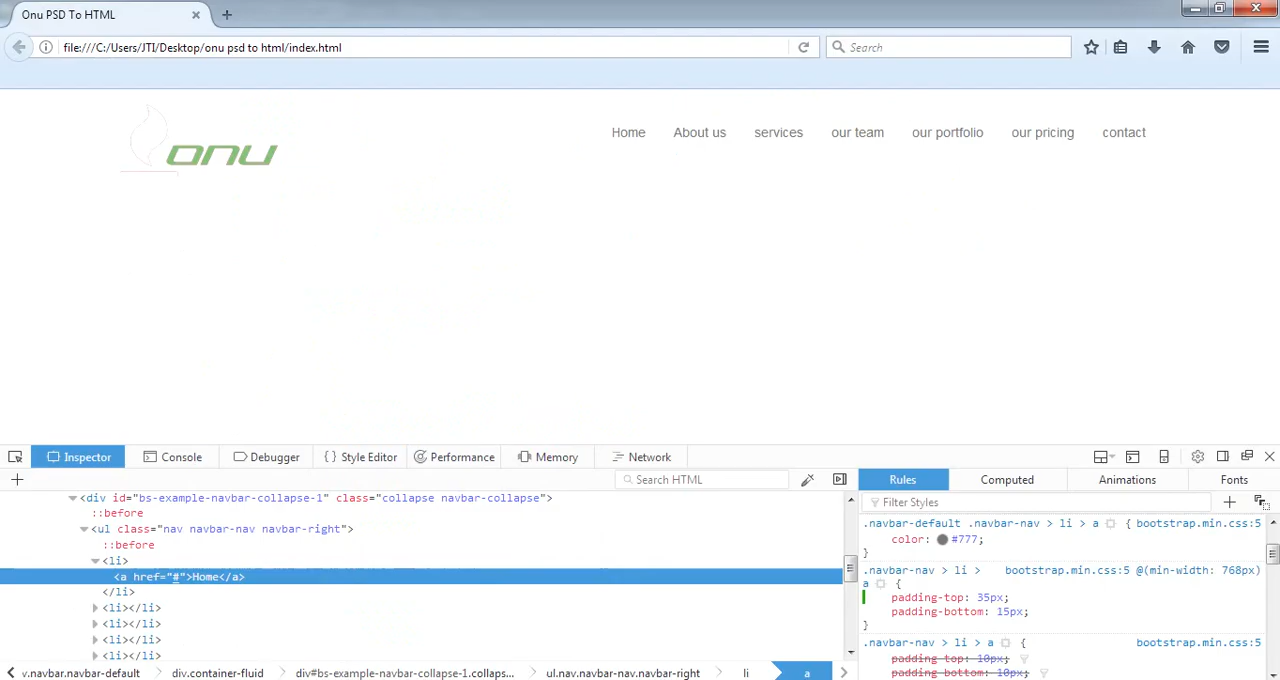 Onu PSD To HTML
file:///C:/Users/JTI/Desktop/onu psd to html/index.html
Search
onu
Home About us services our team our portfolio our pricing contact
Inspector Console Debugger { } Style Editor Performance Memory Network
Search HTML
Rules Computed Animations Fonts
Filter Styles
<div id="bs-example-navbar-collapse-1" class="collapse navbar-collapse">
::before
<ul class="nav navbar-nav navbar-right">
::before
<li>
<a href="#">Home</a>
</li>
<li></li>
<li></li>
<li></li>
<li></li>
.navbar-default .navbar-nav > li > a { bootstrap.min.css:5
color: #777;
}
.navbar-nav > li > bootstrap.min.css:5 @(min-width: 768px)
a {
padding-top: 35px;
padding-bottom: 15px;
}
.navbar-nav > li > a { bootstrap.min.css:5
padding-top: 10px;
padding-bottom: 10px;
v.navbar.navbar-default div.container-fluid div#bs-example-navbar-collapse-1.collaps... ul.nav.navbar-nav.navbar-right li a